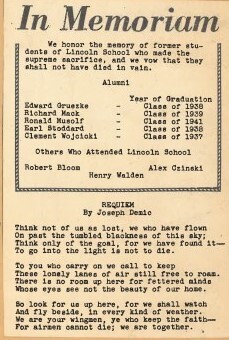 In Memoriam
We honor the memory of former stu-
dents of Lincoln School who made the
supreme sacrifice, and we vow that they
shall not have died in vain.
Alumni
Year of Graduation
Edward Gruezke - Class of 1938
Richard Mack - Class of 1939
Ronald Musolf - Class of 1941
Earl Stoddard - Class of 1938
Clement Wojcicki - Class of 1937
Others Who Attended Lincoln School
Robert Bloom Alex Czinski
Henry Walden
REQUIEM
By Joseph Demic
Think not of us as lost, we who have flown
On past the tumbled blackness of this sky;
Think only of the goal, for we have found it—
To go into the light is not to die.
To you who carry on we call to keep
These lonely lanes of air still free to roam.
There is no room up here for fettered minds
Whose eyes see not the beauty of our home.
So look for us up here, for we shall watch
And fly beside, in every kind of weather.
We are your wingmen, ye who keep the faith—
For airmen cannot die; we are together.